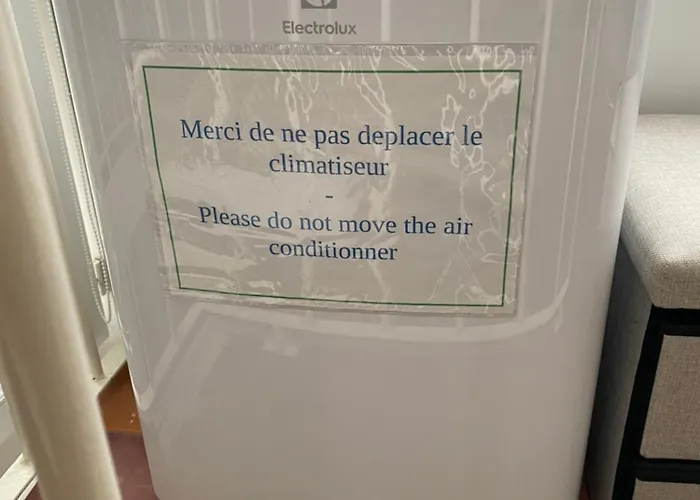 Electrolux
Merci de ne pas deplacer le
climatiseur
-
Please do not move the air
conditionner